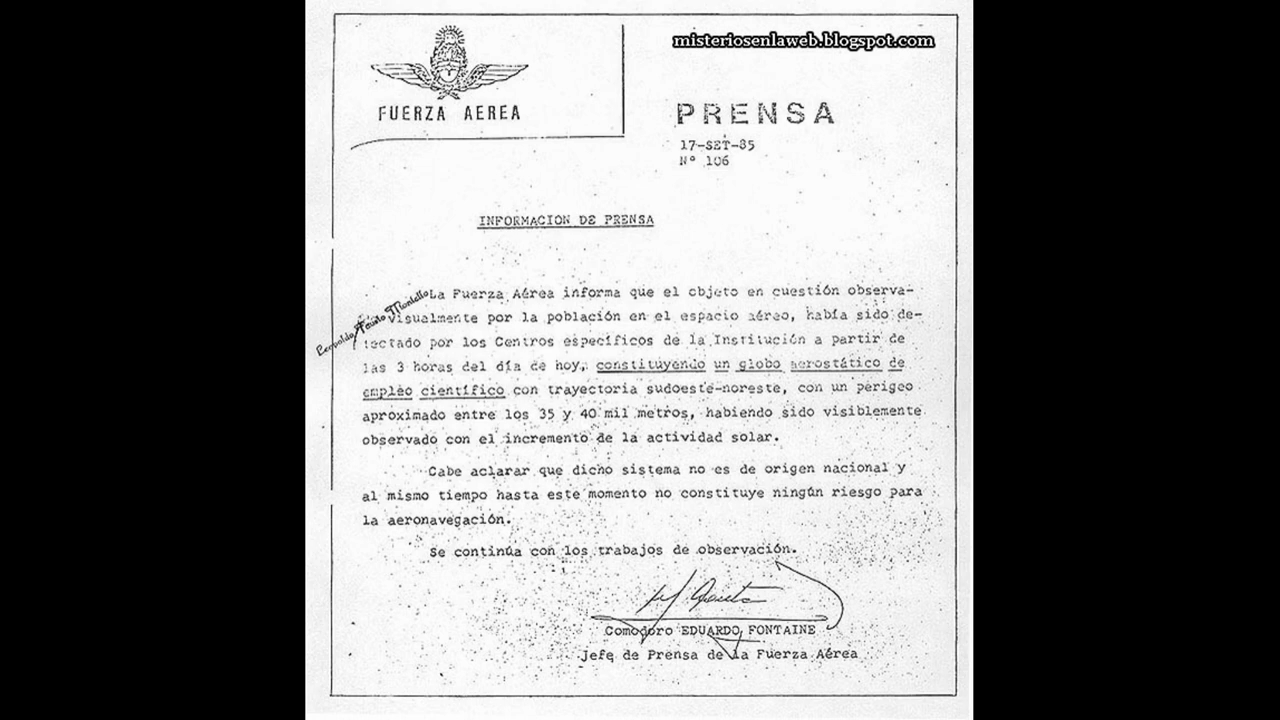 misteriosenlaweb.blogspot.com
FUERZA AEREA
PRENSA
17-SET-85
Nº 106
INFORMACION DE PRENSA
La Fuerza Aérea informa que el objeto en cuestión observa-
visualmente por la población en el espacio aéreo, había sido de-
tectado por los Centros específicos de la Institución a partir de
las 3 horas del día de hoy, constituyendo un globo aerostático de
empleo científico con trayectoria sudoeste-noreste, con un périgeo
aproximado entre los 35 y 40 mil metros, habiendo sido visiblemente
observado con el incremento de la actividad solar.
Cabe aclarar que dicho sistema no es de origen nacional y
al mismo tiempo hasta este momento no constituye ningún riesgo para
la aeronavegación.
Se continúa con los trabajos de observación.
Comodoro EDUARDO FONTAINE
Jefe de Prensa de la Fuerza Aérea